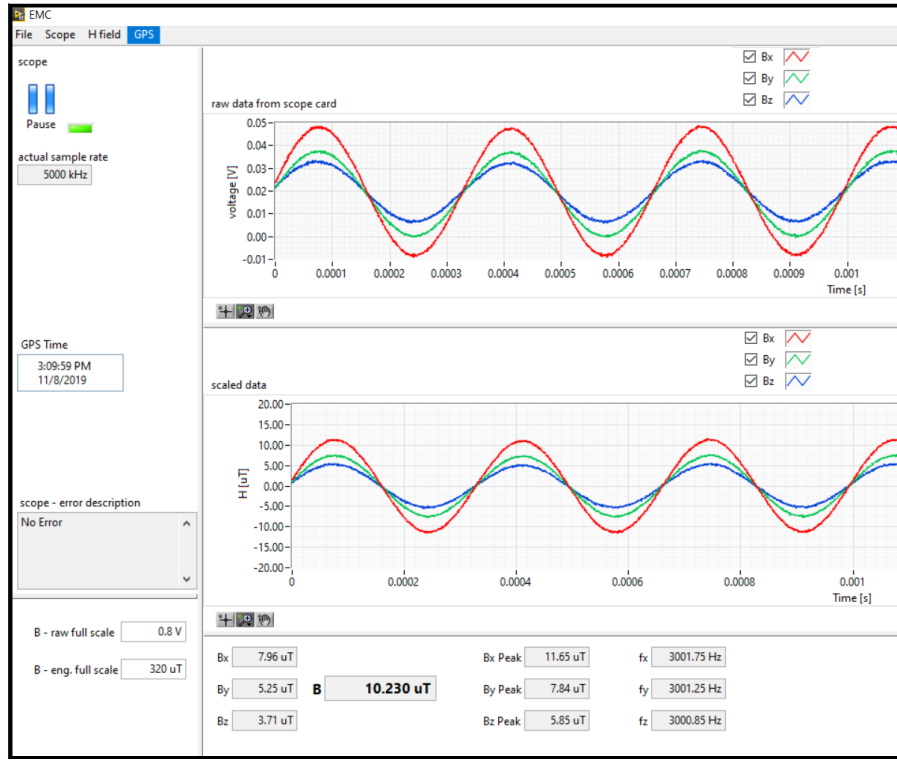 EMC
File Scope H field GPS
scope
Pause
actual sample rate
5000 kHz
GPS Time
3:09:59 PM
11/8/2019
scope - error description
No Error
B - raw full scale 0.8 V
B - eng. full scale 320 uT
Bx
By
Bz
raw data from scope card
voltage [V]
0.05
0.04
0.03
0.02
0.01
0.00
-0.01
0 0.0001 0.0002 0.0003 0.0004 0.0005 0.0006 0.0007 0.0008 0.0009 0.001
Time [s]
Bx
By
Bz
scaled data
H [uT]
20.00
15.00
10.00
5.00
0.00
-5.00
-10.00
-15.00
-20.00
0 0.0002 0.0004 0.0006 0.0008 0.001
Time [s]
Bx 7.96 uT Bx Peak 11.65 uT fx 3001.75 Hz
By 5.25 uT B 10.230 uT By Peak 7.84 uT fy 3001.25 Hz
Bz 3.71 uT Bz Peak 5.85 uT fz 3000.85 Hz